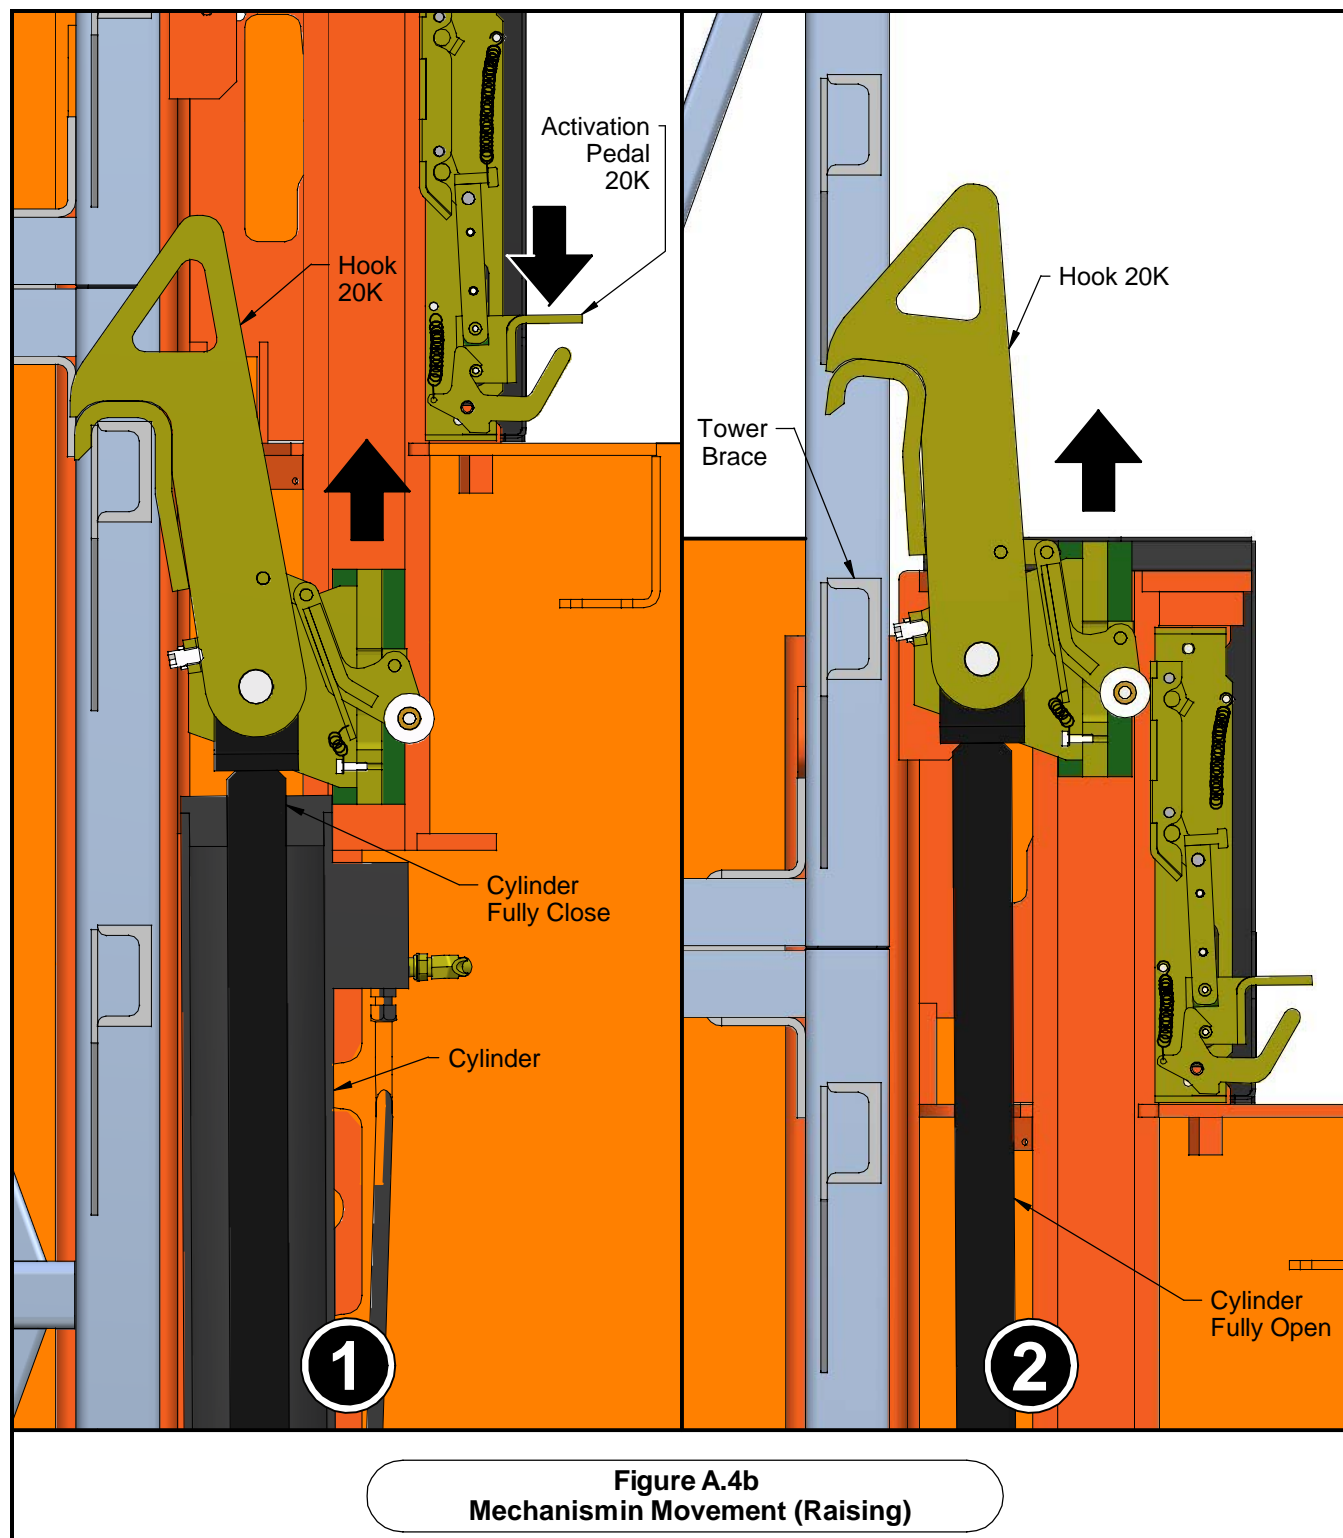 Activation
Pedal
20K
Hook
20K
Cylinder
Fully Close
Cylinder
1
Hook 20K
Tower
Brace
Cylinder
Fully Open
2
Figure A.4b
Mechanismin Movement (Raising)